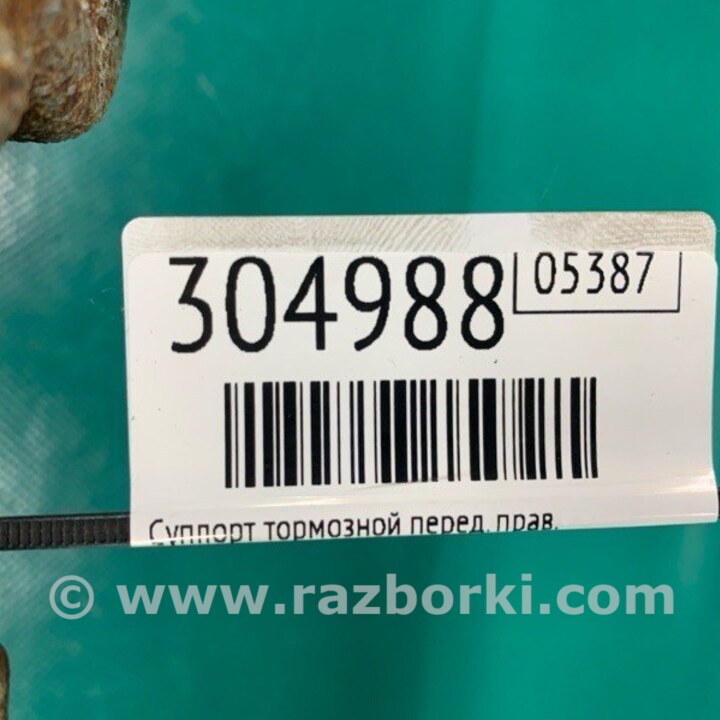 304988 05387
Суппорт тормозной перед. прав.
© www.razborki.com